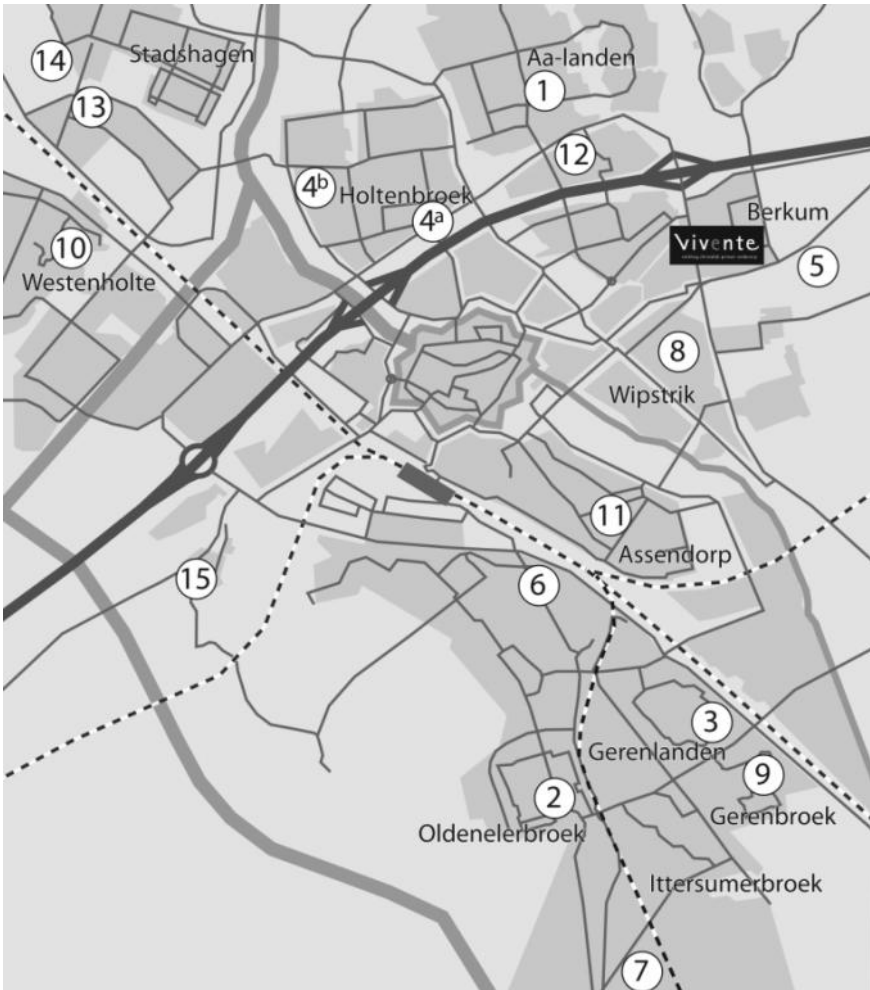 Stadshagen
14
13
Aa-landen
1
12
4b
Holtenbroek
4a
Berkum
Vivente
5
10
Westenholte
8
Wipstrik
11
Assendorp
15
6
3
Gerenlanden
9
2
Gerenbroek
Oldenelerbroek
Ittersumerbroek
7